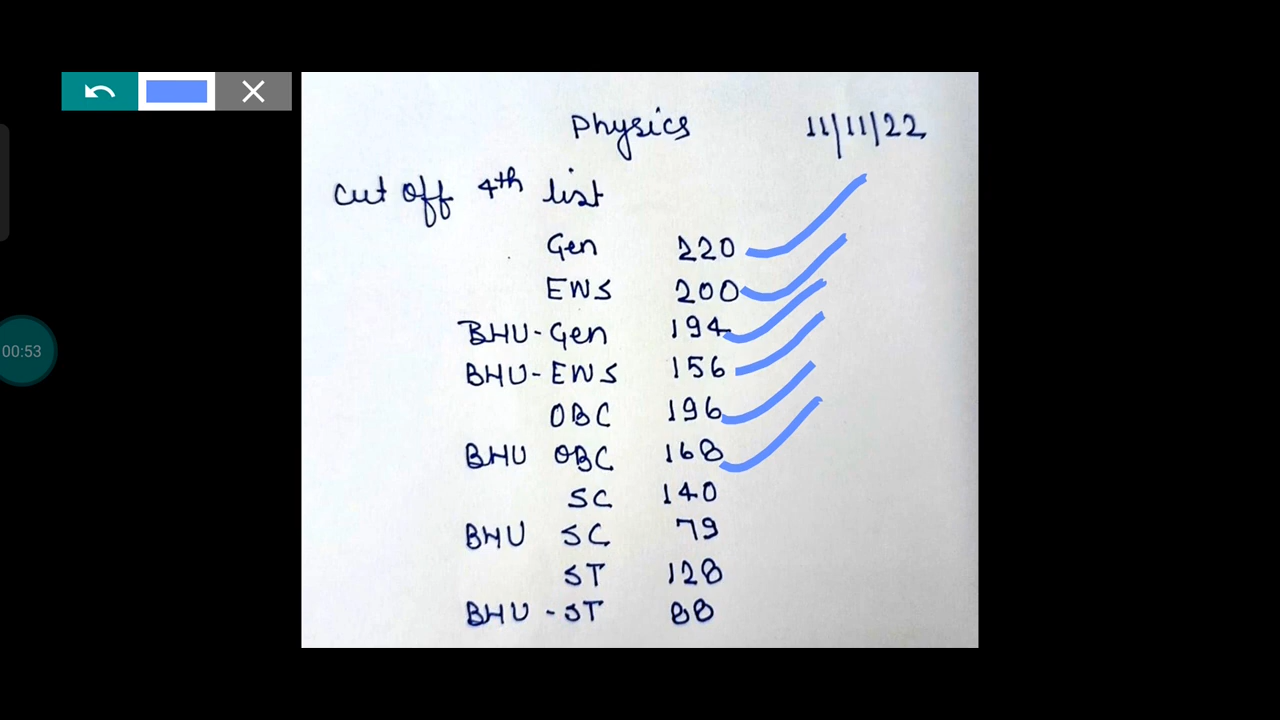 Physics 11/11/22
Cut off 4th list
Gen 220
EWS 200
BHU-Gen 194
BHU-EWS 156
OBC 196
BHU OBC 168
SC 140
BHU SC 79
ST 128
BHU-ST 88
00:53